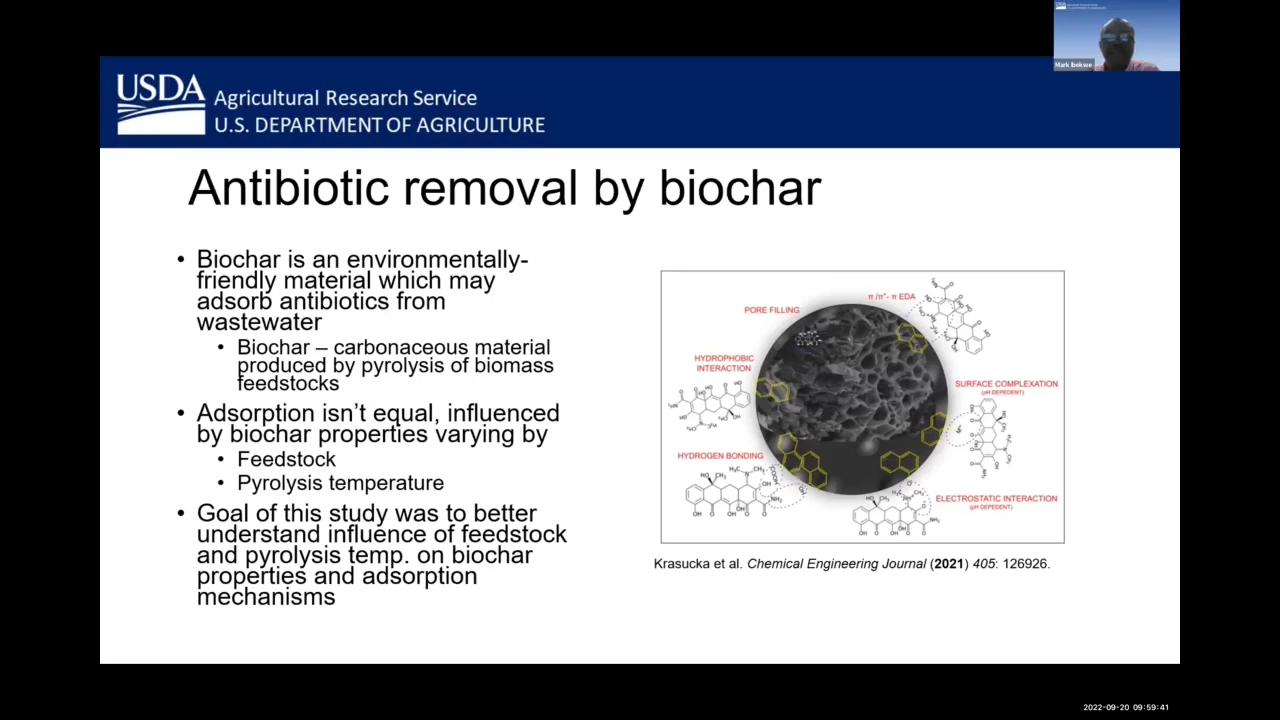 Mark Ibekwe
USDA
Agricultural Research Service
U.S. DEPARTMENT OF AGRICULTURE
Antibiotic removal by biochar
• Biochar is an environmentally-
friendly material which may
adsorb antibiotics from
wastewater
• Biochar – carbonaceous material
produced by pyrolysis of biomass
feedstocks
• Adsorption isn't equal, influenced
by biochar properties varying by
• Feedstock
• Pyrolysis temperature
• Goal of this study was to better
understand influence of feedstock
and pyrolysis temp. on biochar
properties and adsorption
mechanisms
π /π⁺- π EDA
PORE FILLING
HYDROPHOBIC
INTERACTION
SURFACE COMPLEXATION
(pH DEPEDENT)
HYDROGEN BONDING
ELECTROSTATIC INTERACTION
(pH DEPEDENT)
Krasucka et al. Chemical Engineering Journal (2021) 405: 126926.
2022-09-20 09:59:41